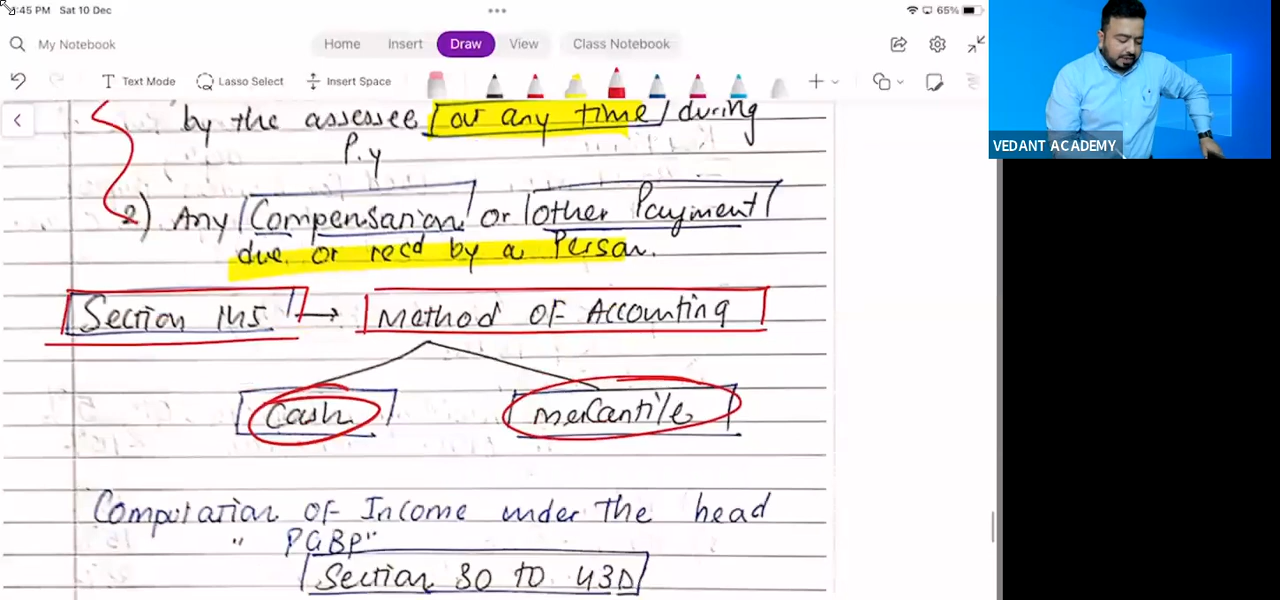 :45 PM Sat 10 Dec
65%
My Notebook
Home Insert Draw View Class Notebook
Text Mode Lasso Select Insert Space
by the assessee at any time during
P.y
2) Any Compensation or other Payment
due or recd by a Person.
Section 145 → Method OF Accounting
Cash Mercantile
Computation OF Income under the head
" PGBP"
Section 30 To 43D
VEDANT ACADEMY